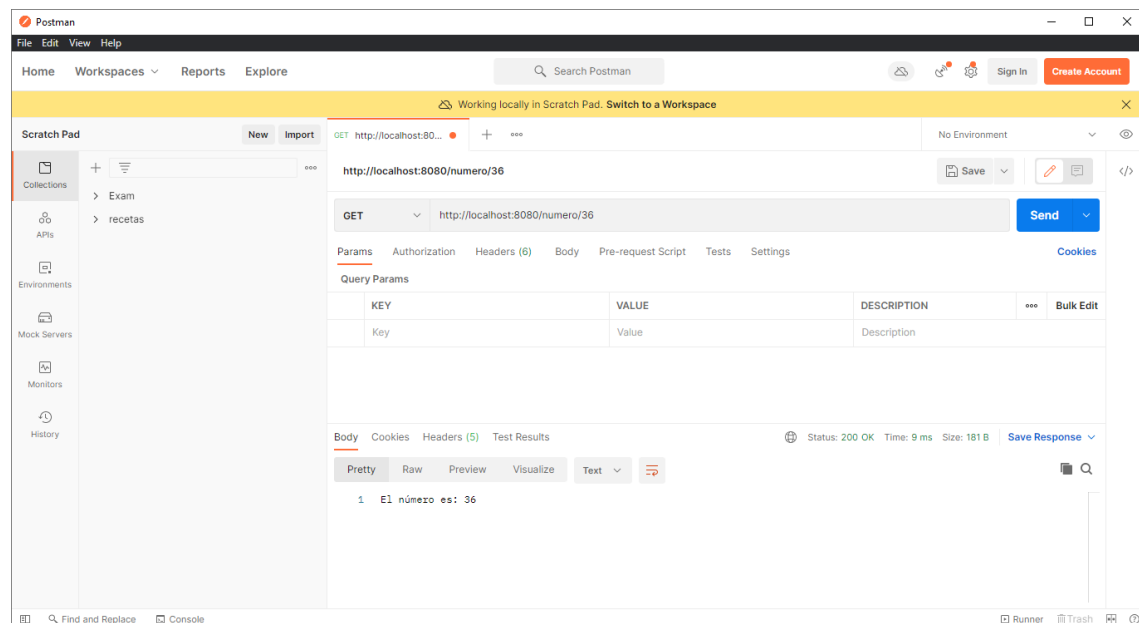 Postman
File Edit View Help
Home Workspaces Reports Explore Search Postman Sign In Create Account
Working locally in Scratch Pad. Switch to a Workspace
Scratch Pad New Import GET http://localhost:80... No Environment
Collections
http://localhost:8080/numero/36 Save
Exam
GET http://localhost:8080/numero/36 Send
recetas
APIs
Params Authorization Headers (6) Body Pre-request Script Tests Settings Cookies
Environments
Query Params
KEY VALUE DESCRIPTION Bulk Edit
Key Value Description
Mock Servers
Monitors
History
Body Cookies Headers (5) Test Results Status: 200 OK Time: 9 ms Size: 181 B Save Response
Pretty Raw Preview Visualize Text
1 El número es: 36
Find and Replace Console Runner Trash